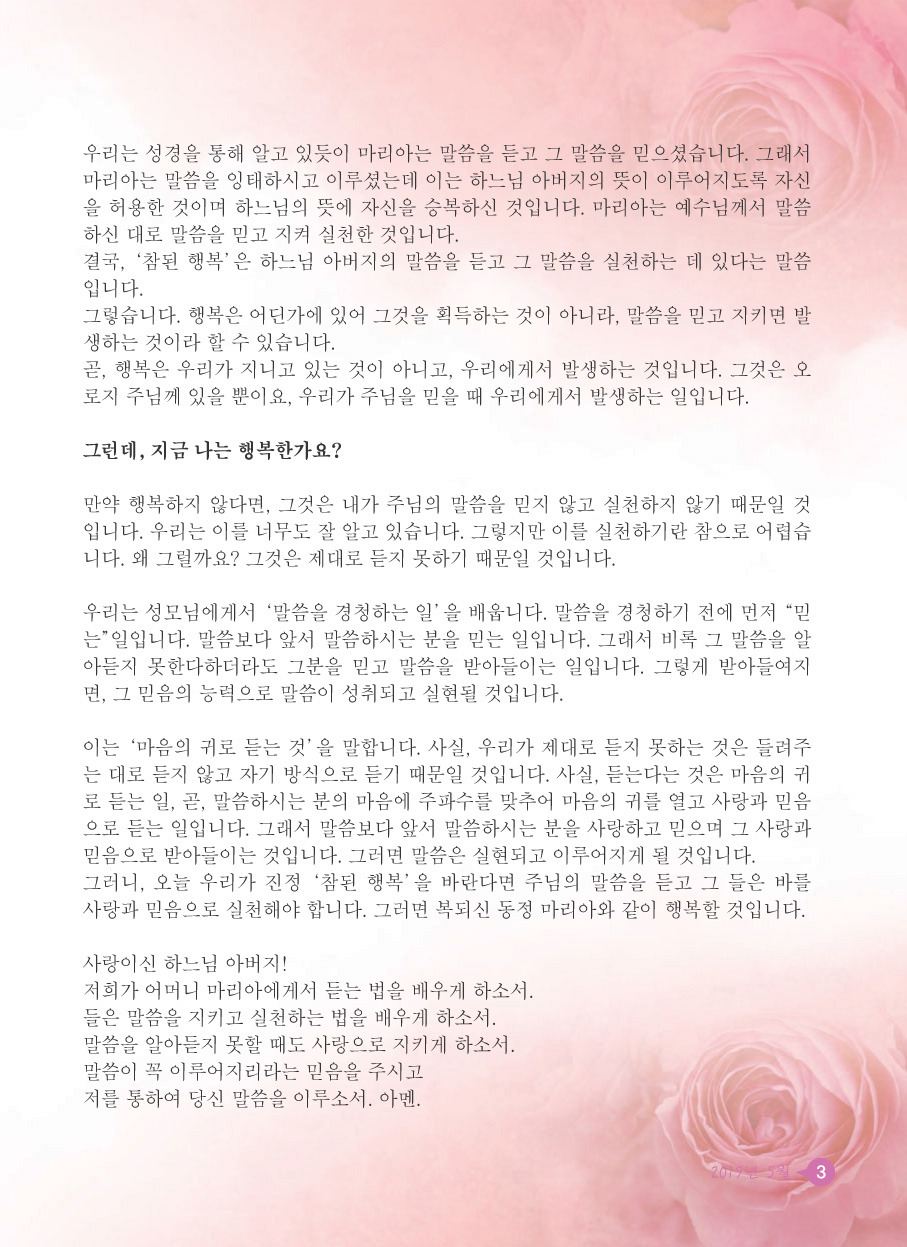 우리는 성경을 통해 알고 있듯이 마리아는 말씀을 듣고 그 말씀을 믿으셨습니다. 그래서
마리아는 말씀을 잉태하시고 이루셨는데 이는 하느님 아버지의 뜻이 이루어지도록 자신
을 허용한 것이며 하느님의 뜻에 자신을 승복하신 것입니다. 마리아는 예수님께서 말씀
하신 대로 말씀을 믿고 지켜 실천한 것입니다.
결국, ‘참된 행복’은 하느님 아버지의 말씀을 듣고 그 말씀을 실천하는 데 있다는 말씀
입니다.
그렇습니다. 행복은 어딘가에 있어 그것을 획득하는 것이 아니라, 말씀을 믿고 지키면 발
생하는 것이라 할 수 있습니다.
곧, 행복은 우리가 지니고 있는 것이 아니고, 우리에게서 발생하는 것입니다. 그것은 오
로지 주님께 있을 뿐이요, 우리가 주님을 믿을 때 우리에게서 발생하는 일입니다.
그런데, 지금 나는 행복한가요?
만약 행복하지 않다면, 그것은 내가 주님의 말씀을 믿지 않고 실천하지 않기 때문일 것
입니다. 우리는 이를 너무도 잘 알고 있습니다. 그렇지만 이를 실천하기란 참으로 어렵습
니다. 왜 그럴까요? 그것은 제대로 듣지 못하기 때문일 것입니다.
우리는 성모님에게서 ‘말씀을 경청하는 일’을 배웁니다. 말씀을 경청하기 전에 먼저 “믿
는”일입니다. 말씀보다 앞서 말씀하시는 분을 믿는 일입니다. 그래서 비록 그 말씀을 알
아듣지 못한다하더라도 그분을 믿고 말씀을 받아들이는 일입니다. 그렇게 받아들여지
면, 그 믿음의 능력으로 말씀이 성취되고 실현될 것입니다.
이는 ‘마음의 귀로 듣는 것’을 말합니다. 사실, 우리가 제대로 듣지 못하는 것은 들려주
는 대로 듣지 않고 자기 방식으로 듣기 때문일 것입니다. 사실, 듣는다는 것은 마음의 귀
로 듣는 일, 곧, 말씀하시는 분의 마음에 주파수를 맞추어 마음의 귀를 열고 사랑과 믿음
으로 듣는 일입니다. 그래서 말씀보다 앞서 말씀하시는 분을 사랑하고 믿으며 그 사랑과
믿음으로 받아들이는 것입니다. 그러면 말씀은 실현되고 이루어지게 될 것입니다.
그러니, 오늘 우리가 진정 ‘참된 행복’을 바란다면 주님의 말씀을 듣고 그 들은 바를
사랑과 믿음으로 실천해야 합니다. 그러면 복되신 동정 마리아와 같이 행복할 것입니다.
사랑이신 하느님 아버지!
저희가 어머니 마리아에게서 듣는 법을 배우게 하소서.
들은 말씀을 지키고 실천하는 법을 배우게 하소서.
말씀을 알아듣지 못할 때도 사랑으로 지키게 하소서.
말씀이 꼭 이루어지리라는 믿음을 주시고
저를 통하여 당신 말씀을 이루소서. 아멘.
2019년 5월 3